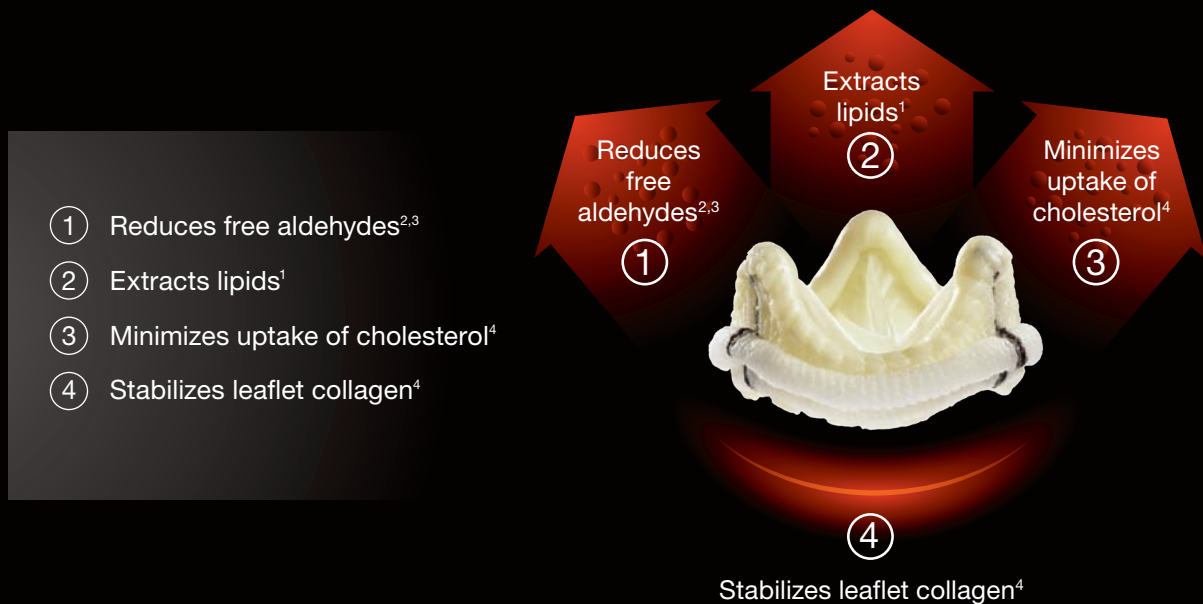 ① Reduces free aldehydes²,³
② Extracts lipids¹
③ Minimizes uptake of cholesterol⁴
④ Stabilizes leaflet collagen⁴
Reduces
free
aldehydes²,³
①
Extracts
lipids¹
②
Minimizes
uptake of
cholesterol⁴
③
④
Stabilizes leaflet collagen⁴